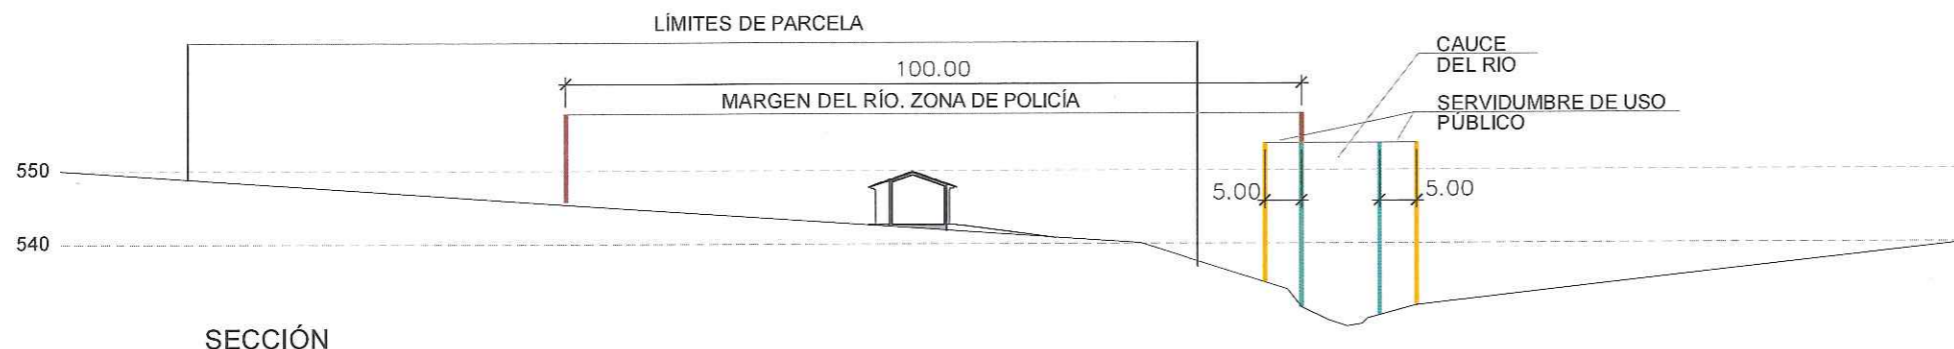 LÍMITES DE PARCELA
100.00
MARGEN DEL RÍO. ZONA DE POLICÍA
CAUCE
DEL RIO
SERVIDUMBRE DE USO
PÚBLICO
550
5.00
5.00
540
SECCIÓN